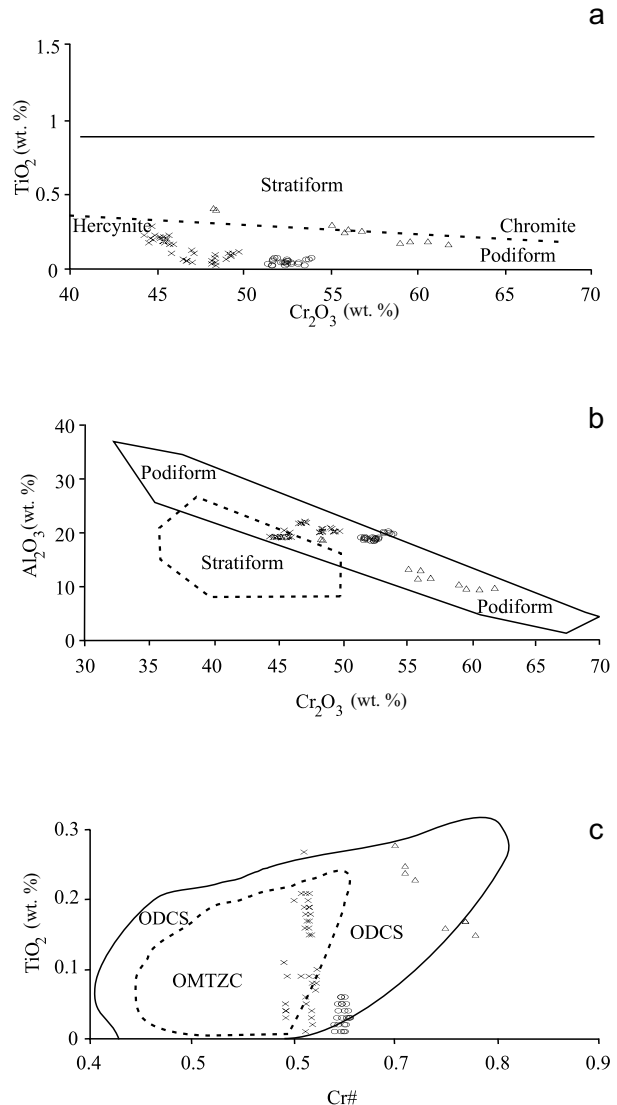 a
1.5
1
0.5
0
TiO2 (wt. %)
Stratiform
Hercynite
Chromite
Podiform
40 45 50 55 60 65 70
Cr2O3 (wt. %)
b
40
30
20
10
0
Al2O3 (wt. %)
Podiform
Stratiform
Podiform
30 35 40 45 50 55 60 65 70
Cr2O3 (wt. %)
c
0.3
0.2
0.1
0
TiO2 (wt. %)
ODCS
ODCS
OMTZC
0.4 0.5 0.5 0.7 0.8 0.9
Cr#